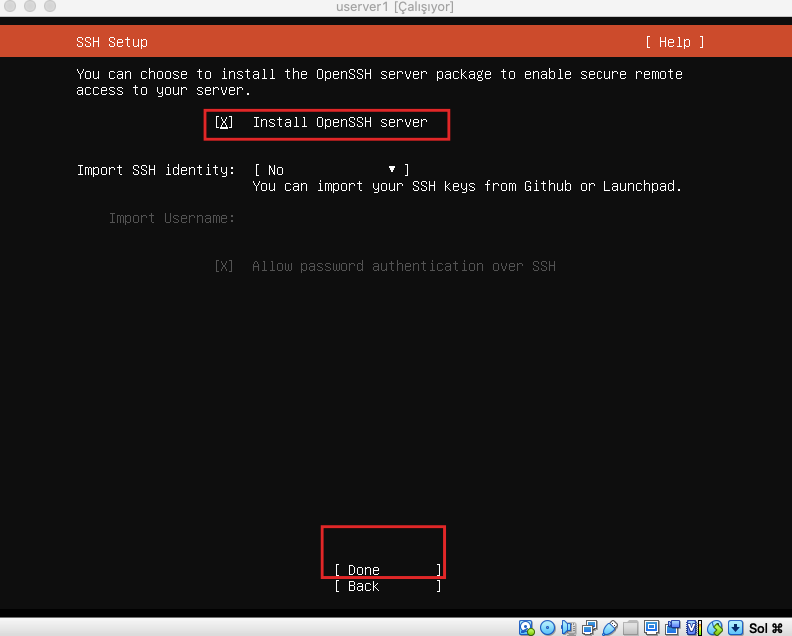 userver1 [Çalışıyor]
SSH Setup [ Help ]
You can choose to install the OpenSSH server package to enable secure remote
access to your server.
[X] Install OpenSSH server
Import SSH identity: [ No ▼ ]
You can import your SSH keys from Github or Launchpad.
Import Username:
[X] Allow password authentication over SSH
[ Done ]
[ Back ]
Sol ⌘